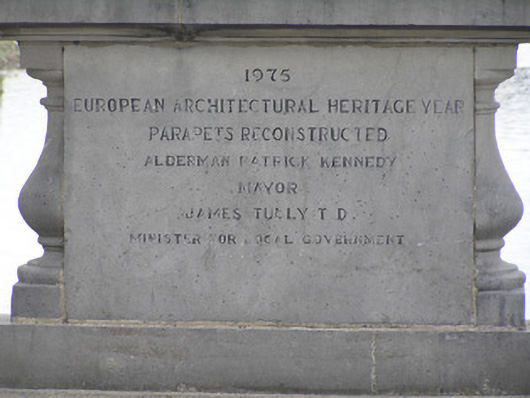 1975
EUROPEAN ARCHITECTURAL HERITAGE YEAR
PARAPETS RECONSTRUCTED
ALDERMAN PATRICK KENNEDY
MAYOR
JAMES TULLY T.D.
MINISTER FOR LOCAL GOVERNMENT